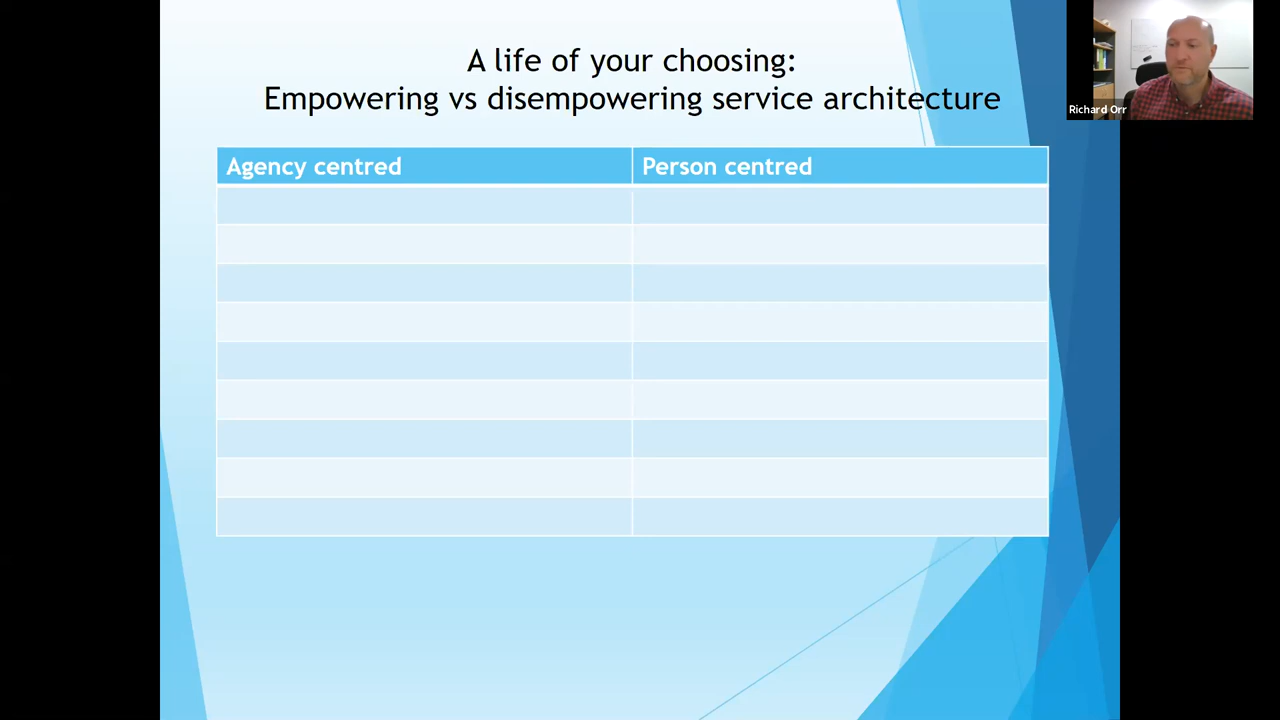 A life of your choosing:
Empowering vs disempowering service architecture
Richard Orr
Agency centred
Person centred